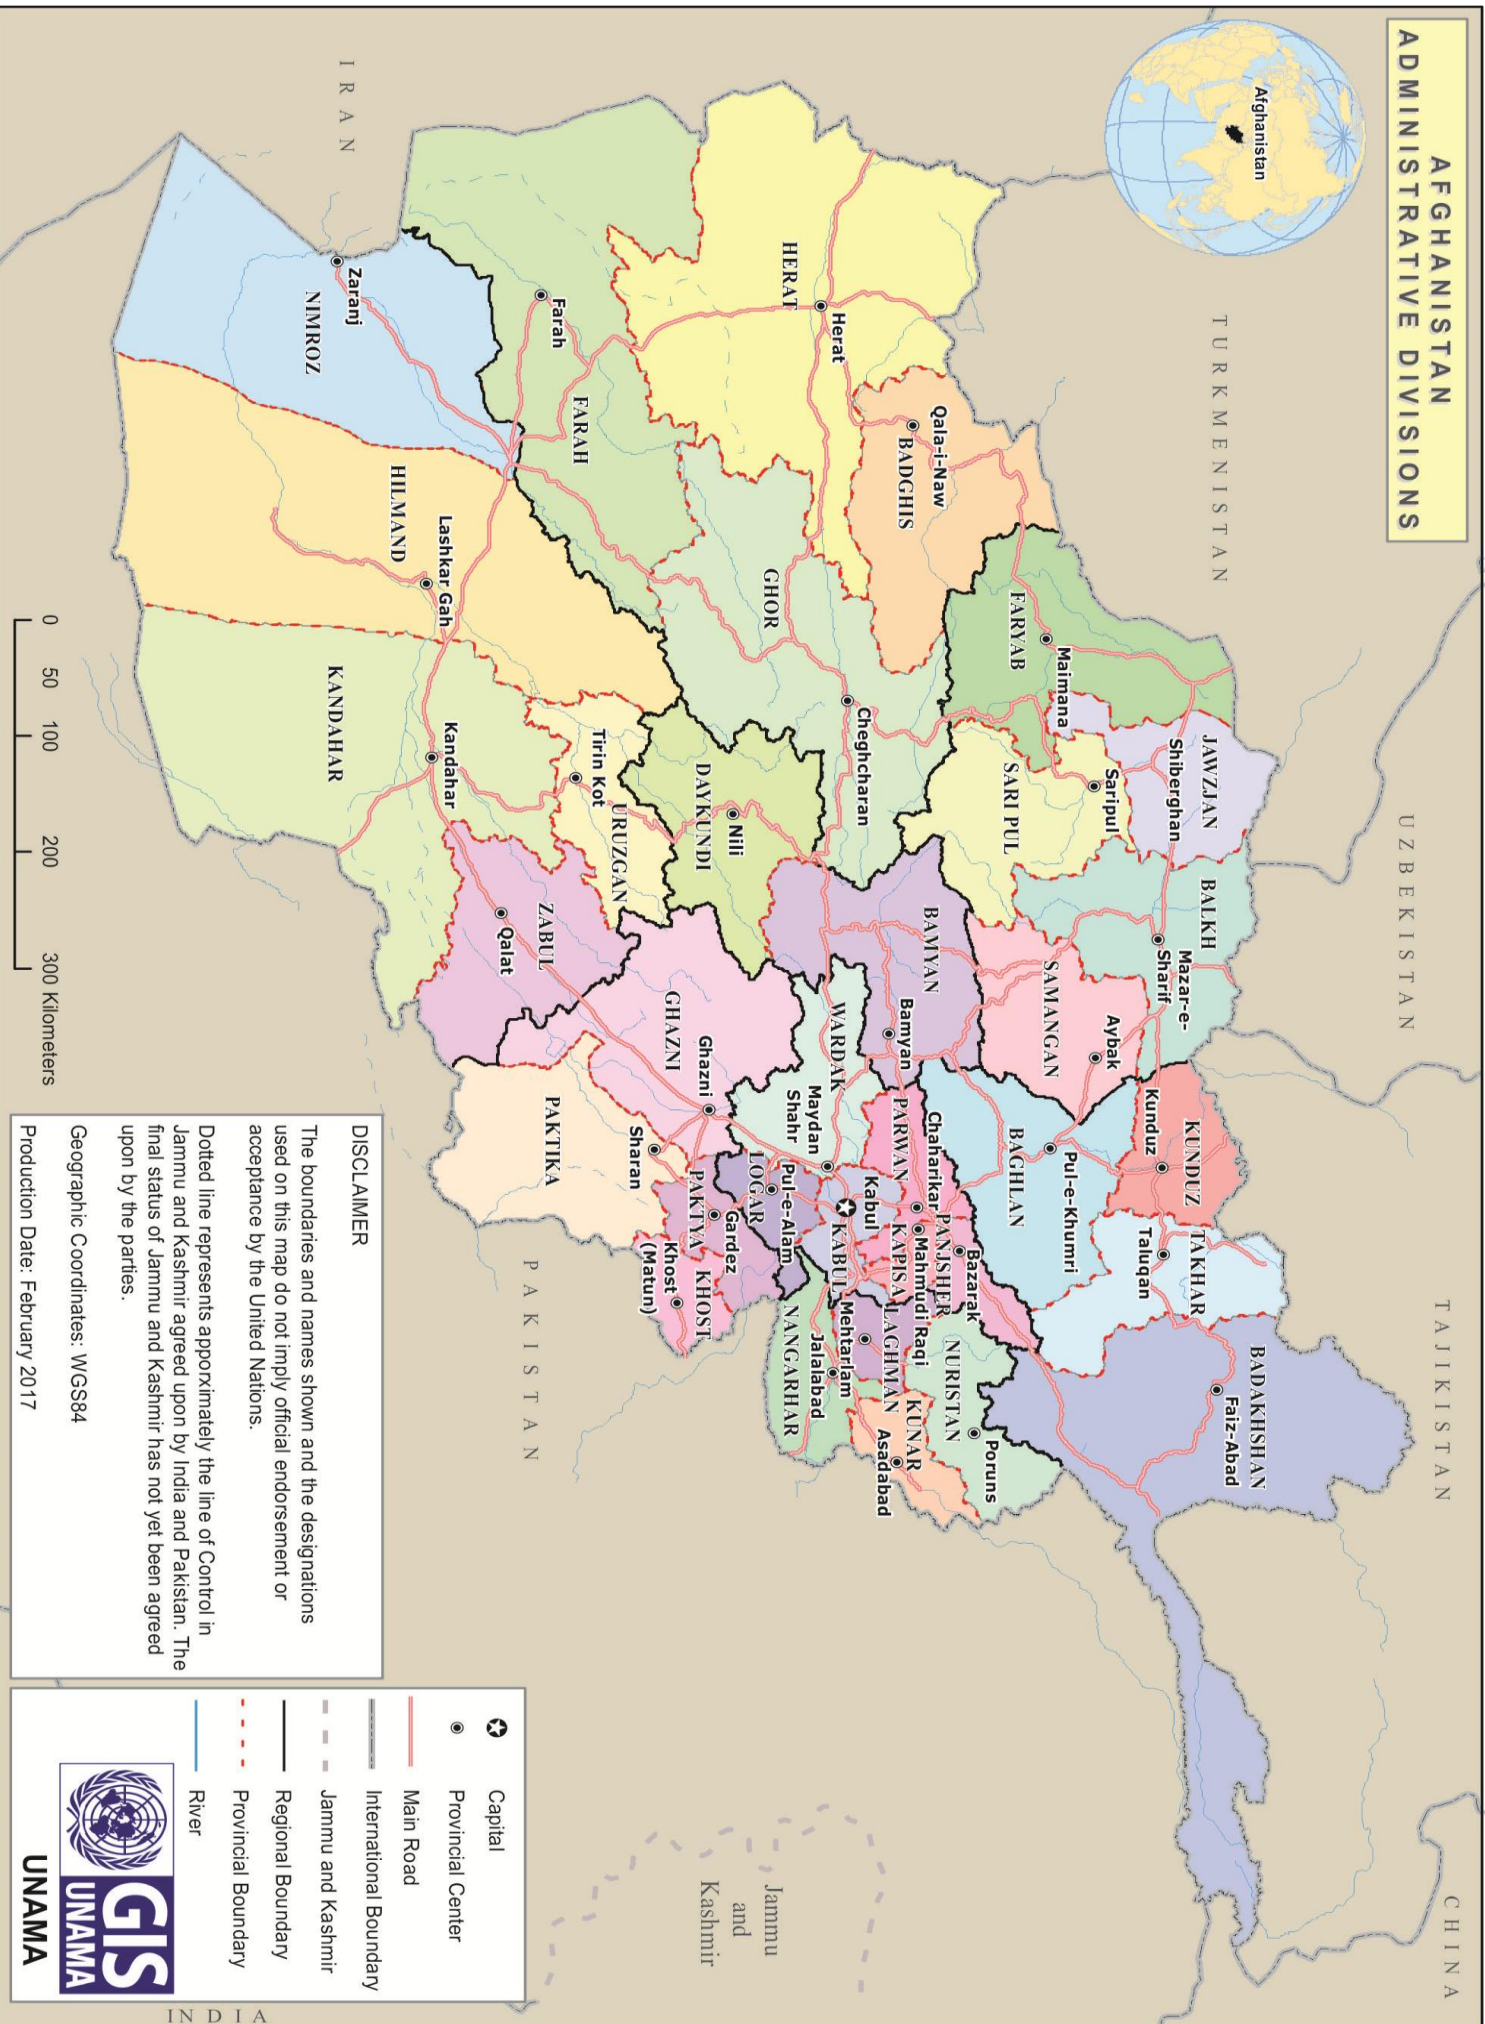 AFGHANISTAN
ADMINISTRATIVE DIVISIONS
Afghanistan
IRAN
TURKMENISTAN
UZBEKISTAN
TAJIKISTAN
CHINA
PAKISTAN
INDIA
Jammu
and
Kashmir
HERAT
Herat
BADGHIS
Qala-i-Naw
FARYAB
Maimana
JAWZJAN
Shiberghan
SARI PUL
Saripul
BALKH
Mazar-e-
Sharif
SAMANGAN
Aybak
KUNDUZ
Kunduz
TAKHAR
Taluqan
BADAKHSHAN
Faiz-Abad
BAGHLAN
Pul-e-Khumri
GHOR
Cheghcharan
BAMYAN
Bamyan
PARWAN
Chaharikar
PANJSHER
Bazarak
KAPISA
Mahmudi Raqi
NURISTAN
Poruns
KUNAR
Asadabad
LAGHMAN
Mehtarlam
NANGARHAR
Jalalabad
KABUL
Kabul
WARDAK
Maydan
Shahr
LOGAR
Pul-e-Alam
PAKTYA
Gardez
KHOST
Khost
(Matun)
GHAZNI
Ghazni
PAKTIKA
Sharan
DAYKUNDI
Nili
URUZGAN
Tirin Kot
ZABUL
Qalat
FARAH
Farah
NIMROZ
Zaranj
HILMAND
Lashkar Gah
KANDAHAR
Kandahar
0 50 100 200 300 Kilometers
DISCLAIMER
The boundaries and names shown and the designations
used on this map do not imply official endorsement or
acceptance by the United Nations.
Dotted line represents apporximately the line of Control in
Jammu and Kashmir agreed upon by India and Pakistan. The
final status of Jammu and Kashmir has not yet been agreed
upon by the parties.
Geographic Coordinates: WGS84
Production Date: February 2017
Capital
Provincial Center
Main Road
International Boundary
Jammu and Kashmir
Regional Boundary
Provincial Boundary
River
GIS
UNAMA
UNAMA